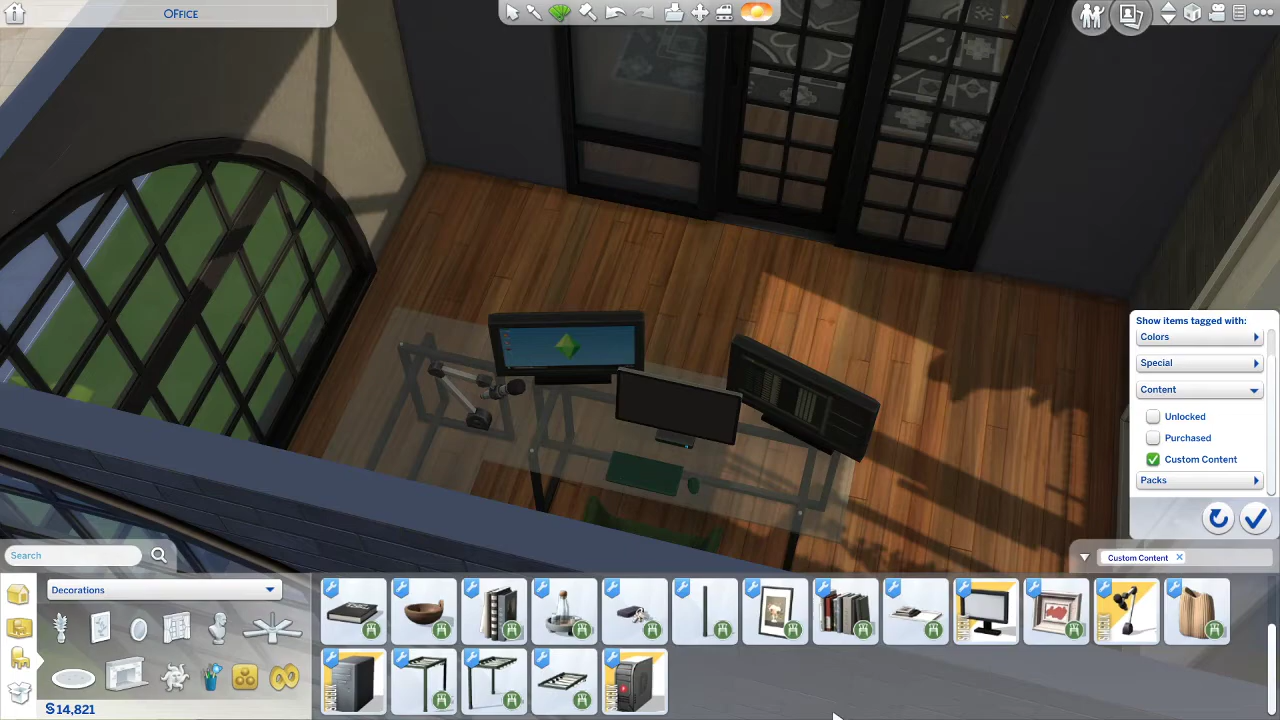 OFFice
Show items tagged with:
Colors
Special
Content
Unlocked
Purchased
Custom Content
Packs
Search
Custom Content
Decorations
§14,821